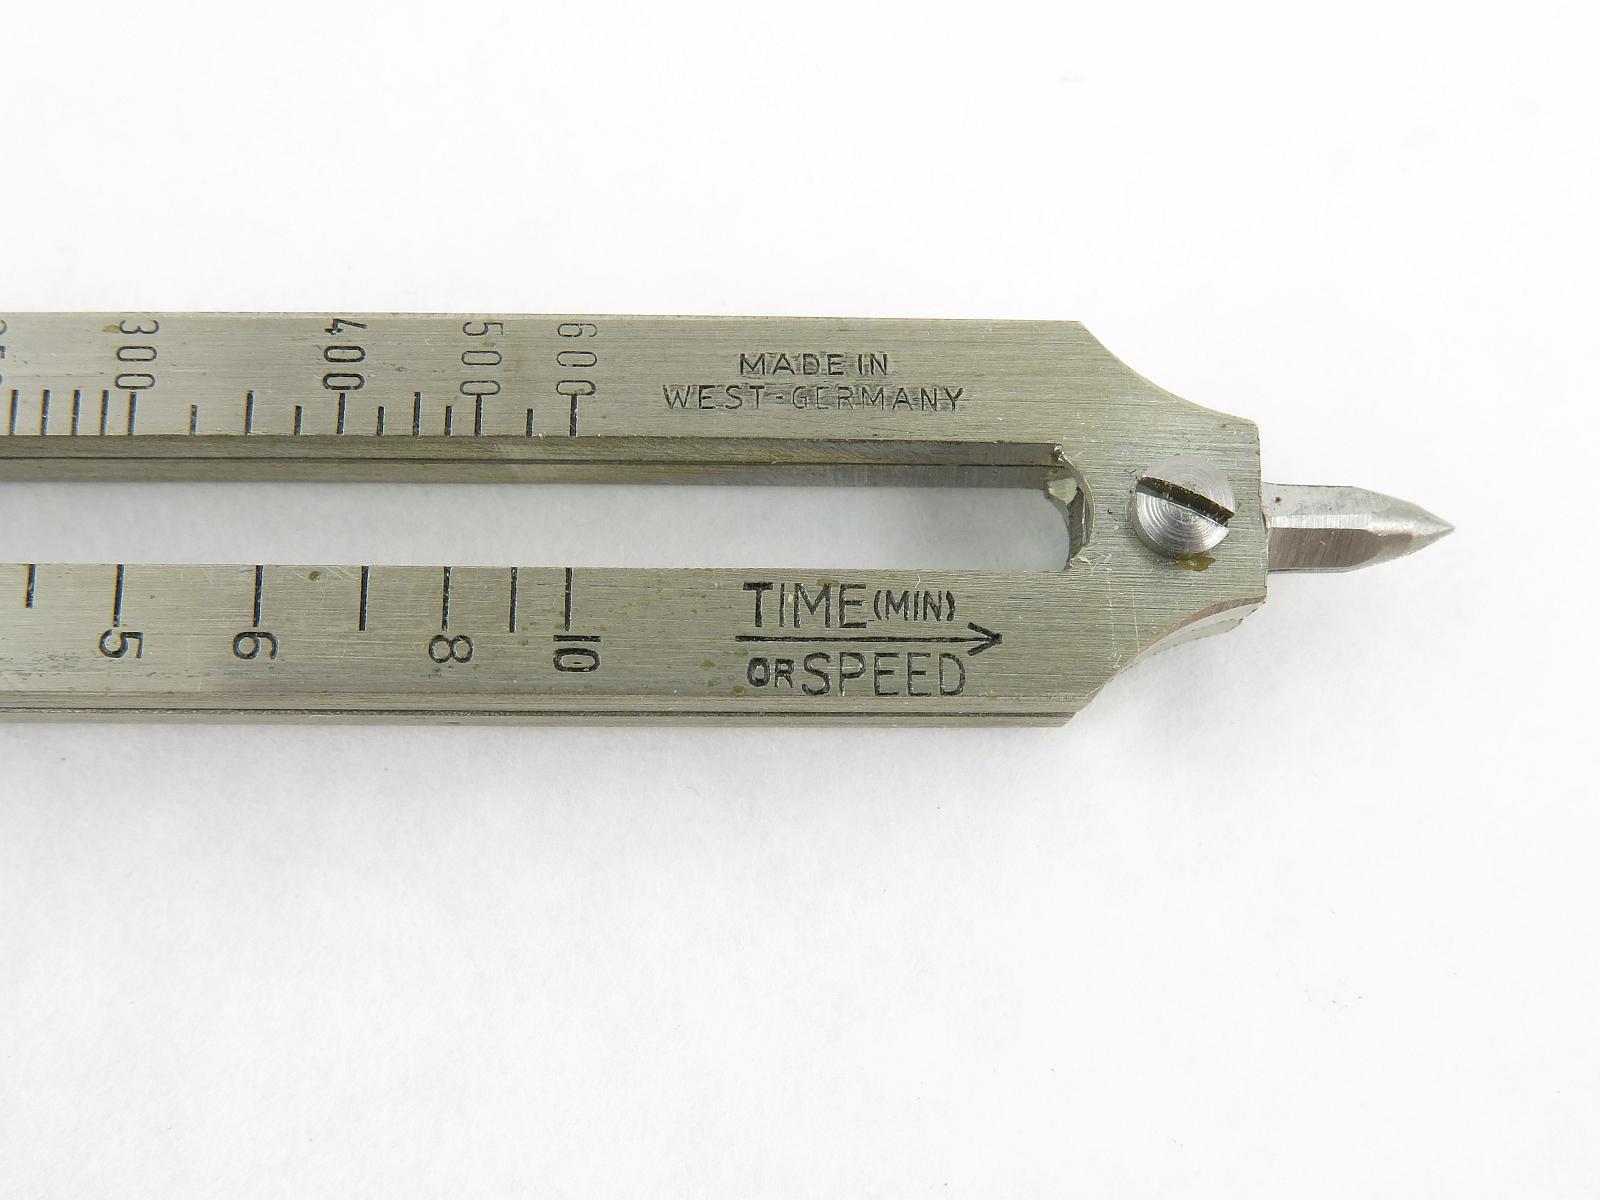 300 400 500 600
MADE IN
WEST-GERMANY
5 6 8 10
TIME (MIN)
OR SPEED